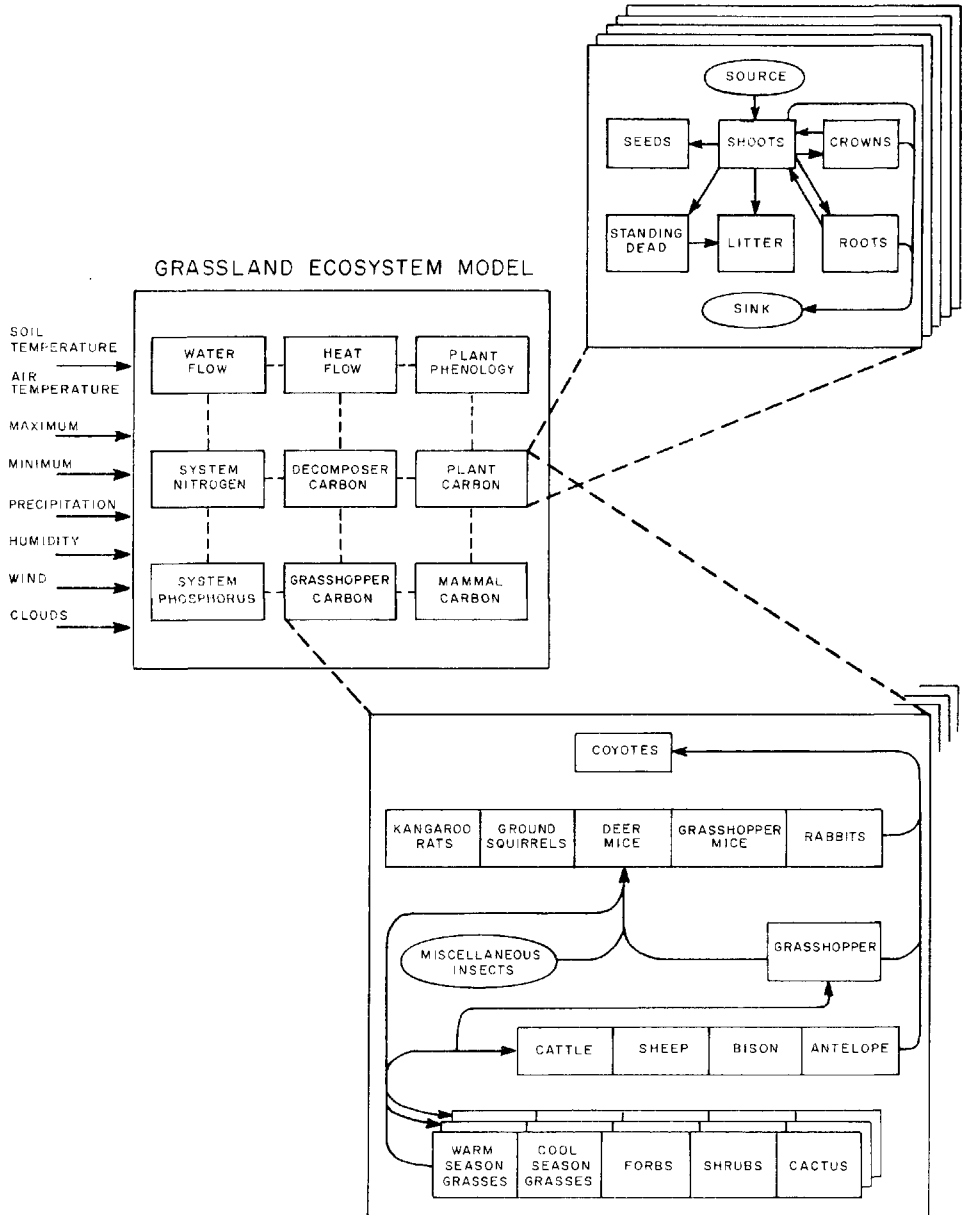 SOURCE
SEEDS
SHOOTS
CROWNS
STANDING
DEAD
LITTER
ROOTS
SINK
GRASSLAND ECOSYSTEM MODEL
SOIL
TEMPERATURE
AIR
TEMPERATURE
MAXIMUM
MINIMUM
PRECIPITATION
HUMIDITY
WIND
CLOUDS
WATER
FLOW
HEAT
FLOW
PLANT
PHENOLOGY
SYSTEM
NITROGEN
DECOMPOSER
CARBON
PLANT
CARBON
SYSTEM
PHOSPHORUS
GRASSHOPPER
CARBON
MAMMAL
CARBON
COYOTES
KANGAROO
RATS
GROUND
SQUIRRELS
DEER
MICE
GRASSHOPPER
MICE
RABBITS
MISCELLANEOUS
INSECTS
GRASSHOPPER
CATTLE
SHEEP
BISON
ANTELOPE
WARM
SEASON
GRASSES
COOL
SEASON
GRASSES
FORBS
SHRUBS
CACTUS